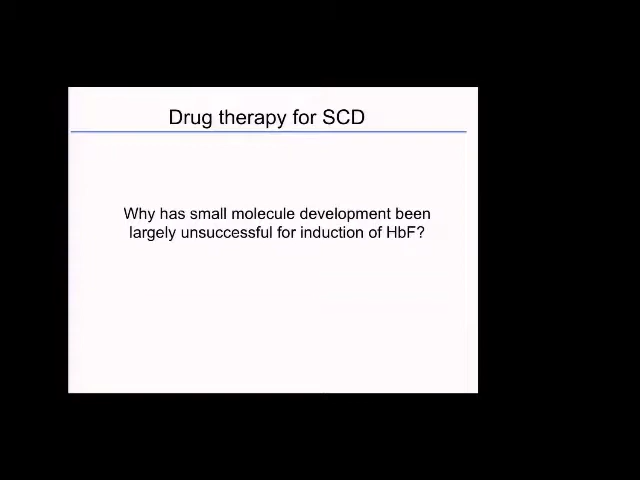 Drug therapy for SCD
Why has small molecule development been
largely unsuccessful for induction of HbF?